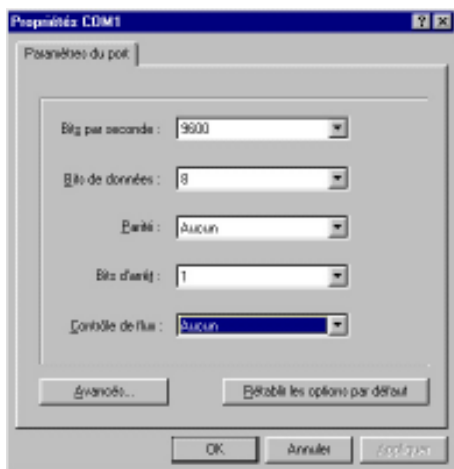 Propriétés COM1
Paramètres du port
Bits par seconde : 9600
Bits de données : 8
Parité : Aucun
Bits d'arrêt : 1
Contrôle de flux : Aucun
Avancés... Rétablir les options par défaut
OK Annuler Appliquer